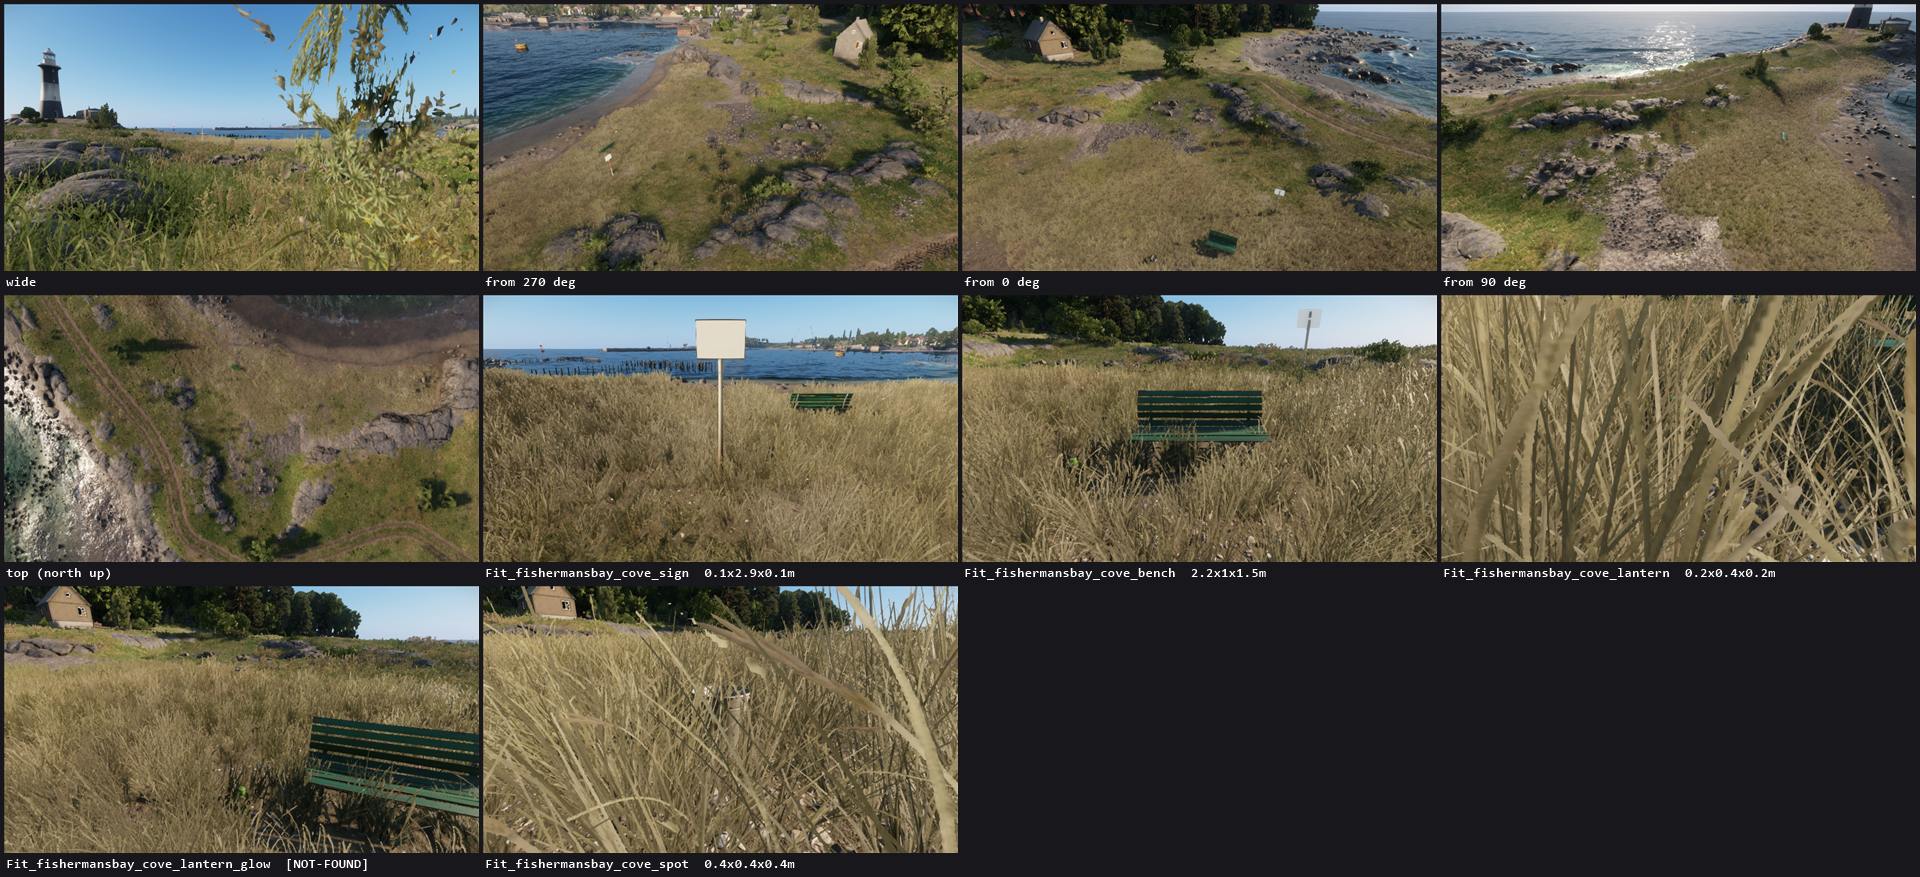 wide
from 270 deg
from 0 deg
from 90 deg
top (north up)
Fit_fishermansbay_cove_sign 0.1x2.9x0.1m
Fit_fishermansbay_cove_bench 2.2x1x1.5m
Fit_fishermansbay_cove_lantern 0.2x0.4x0.2m
Fit_fishermansbay_cove_lantern_glow [NOT-FOUND]
Fit_fishermansbay_cove_spot 0.4x0.4x0.4m